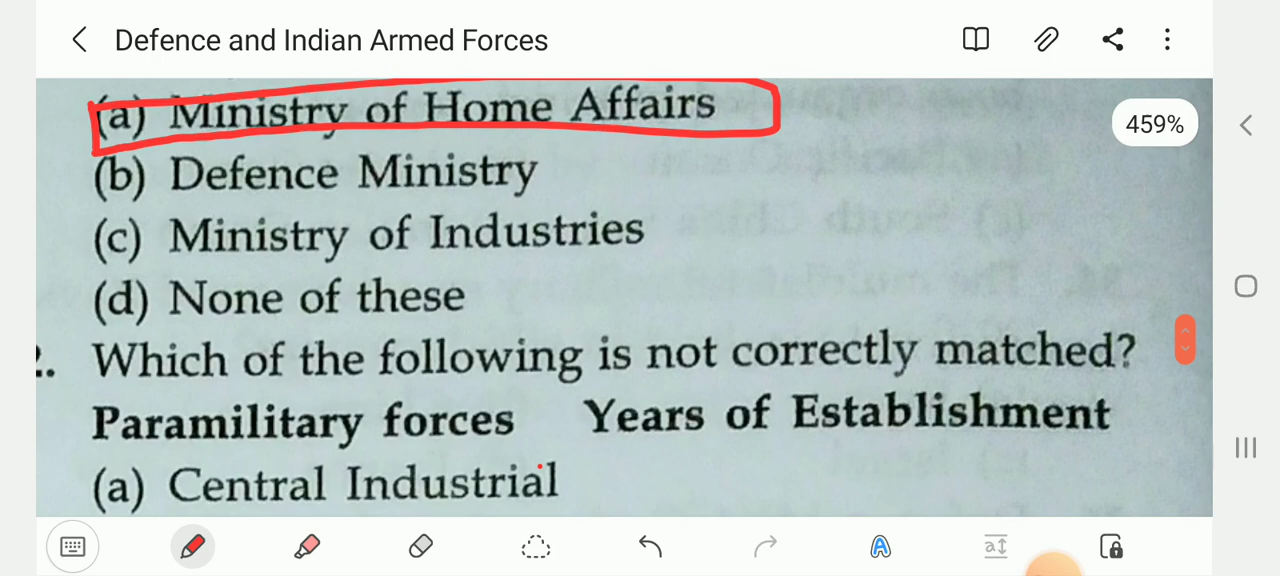 Defence and Indian Armed Forces
(a) Ministry of Home Affairs
459%
(b) Defence Ministry
(c) Ministry of Industries
(d) None of these
2. Which of the following is not correctly matched?
Paramilitary forces Years of Establishment
(a) Central Industrial